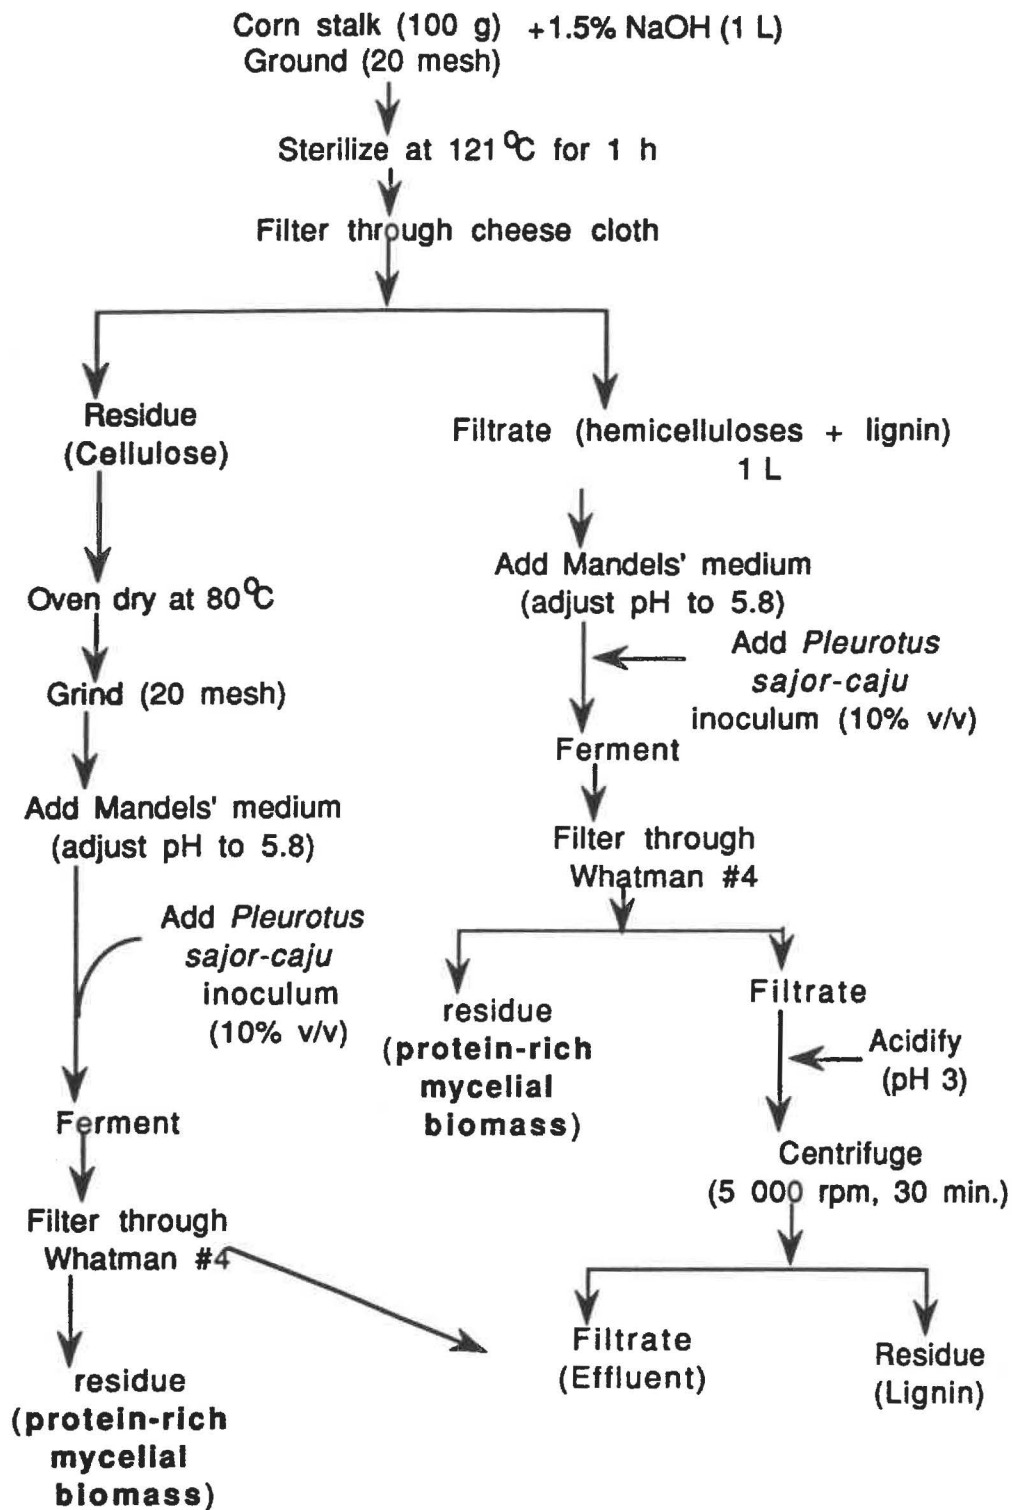 Corn stalk (100 g) +1.5% NaOH (1 L)
Ground (20 mesh)
Sterilize at 121 °C for 1 h
Filter through cheese cloth
Residue
(Cellulose)
Oven dry at 80°C
Grind (20 mesh)
Add Mandels' medium
(adjust pH to 5.8)
Add Pleurotus
sajor-caju
inoculum
(10% v/v)
Ferment
Filter through
Whatman #4
residue
(protein-rich
mycelial
biomass)
Filtrate (hemicelluloses + lignin)
1 L
Add Mandels' medium
(adjust pH to 5.8)
Add Pleurotus
sajor-caju
inoculum (10% v/v)
Ferment
Filter through
Whatman #4
residue
(protein-rich
mycelial
biomass)
Filtrate
Acidify
(pH 3)
Centrifuge
(5 000 rpm, 30 min.)
Filtrate
(Effluent)
Residue
(Lignin)